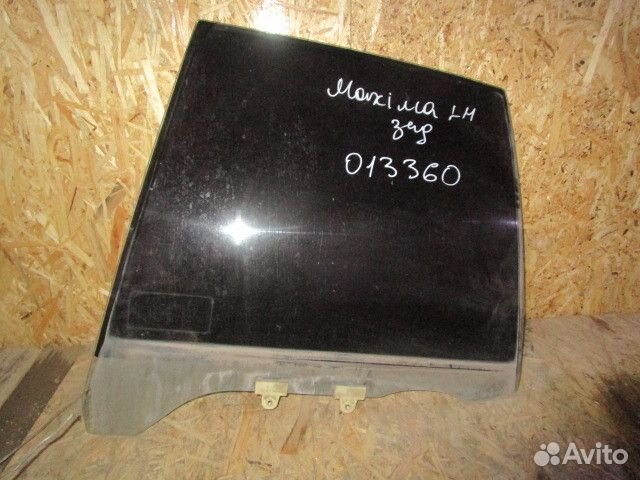 Maxima LH
зад
013360
Avito